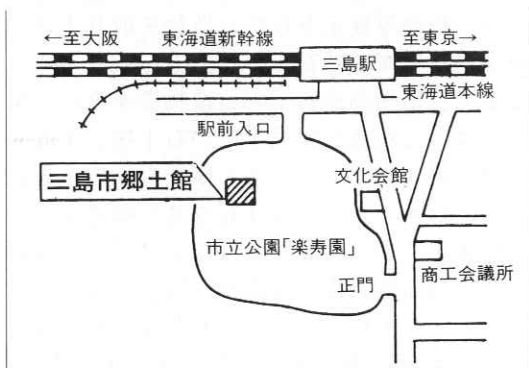 ←至大阪
東海道新幹線
至東京→
三島駅
東海道本線
駅前入口
文化会館
三島市郷土館
市立公園「楽寿園」
商工会議所
正門